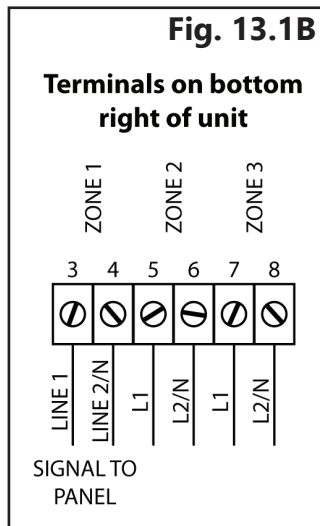 Fig. 13.1B
Terminals on bottom
right of unit
ZONE 1
ZONE 2
ZONE 3
3 4 5 6 7 8
LINE 1
LINE 2/N
L1
L2/N
L1
L2/N
SIGNAL TO
PANEL